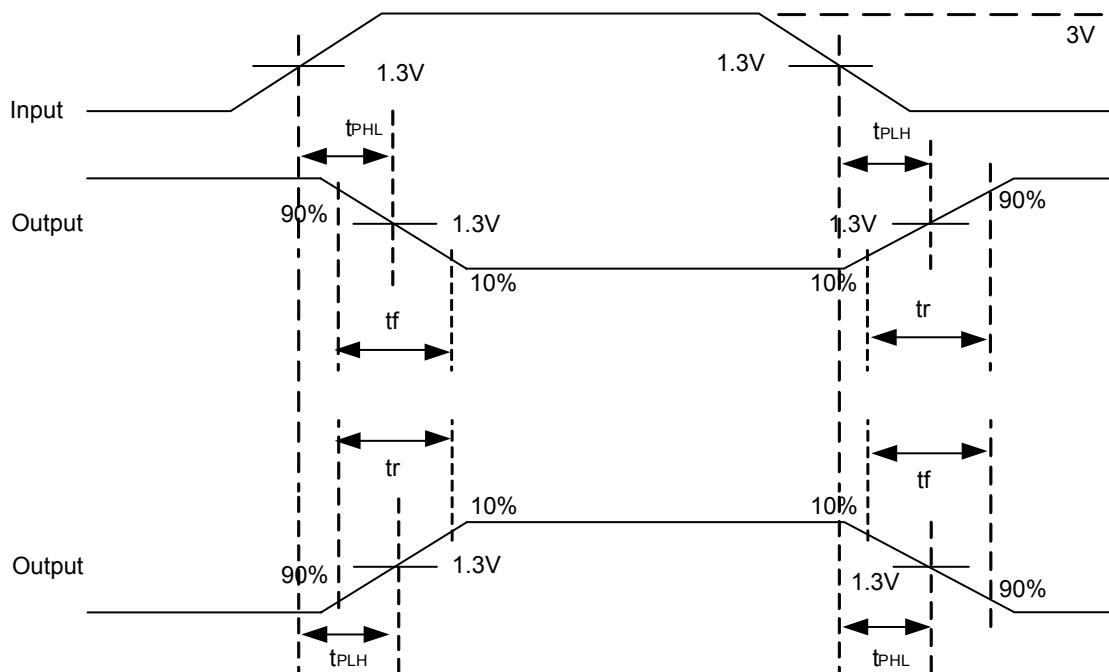 3V
1.3V
1.3V
Input
tPHL
tPLH
90%
1.3V
1.3V
90%
Output
10%
10%
tf
tr
tr
tf
10%
10%
Output
90%
1.3V
1.3V
90%
tPLH
tPHL